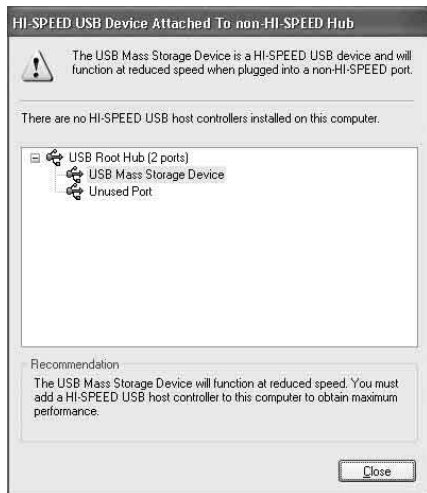 HI-SPEED USB Device Attached To non-HI-SPEED Hub
The USB Mass Storage Device is a HI-SPEED USB device and will
function at reduced speed when plugged into a non-HI-SPEED port.
There are no HI-SPEED USB host controllers installed on this computer.
USB Root Hub (2 ports)
USB Mass Storage Device
Unused Port
Recommendation
The USB Mass Storage Device will function at reduced speed. You must
add a HI-SPEED USB host controller to this computer to obtain maximum
performance.
Close